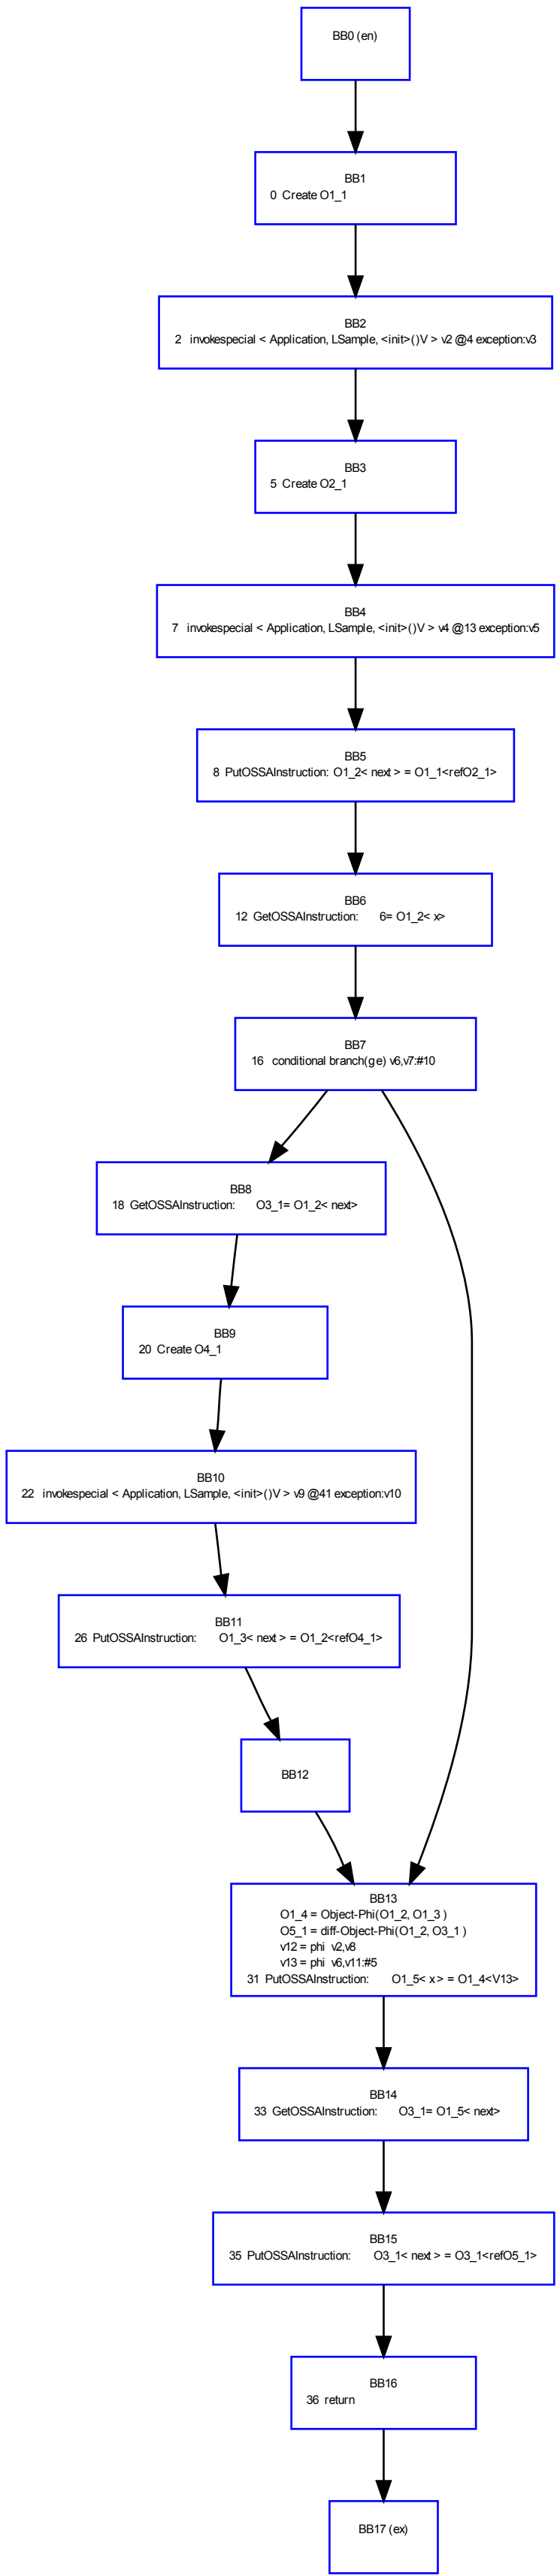 BB0 (en)
BB1
0 Create O1_1
BB2
2 invokespecial < Application, LSample, <init>()V > v2 @4 exception:v3
BB3
5 Create O2_1
BB4
7 invokespecial < Application, LSample, <init>()V > v4 @13 exception:v5
BB5
8 PutOSSAInstruction: O1_2< next > = O1_1<refO2_1>
BB6
12 GetOSSAInstruction: 6= O1_2< x>
BB7
16 conditional branch(ge) v6,v7:#10
BB8
18 GetOSSAInstruction: O3_1= O1_2< next>
BB9
20 Create O4_1
BB10
22 invokespecial < Application, LSample, <init>()V > v9 @41 exception:v10
BB11
26 PutOSSAInstruction: O1_3< next > = O1_2<refO4_1>
BB12
BB13
O1_4 = Object-Phi(O1_2, O1_3 )
O5_1 = diff-Object-Phi(O1_2, O3_1 )
v12 = phi v2,v8
v13 = phi v6,v11:#5
31 PutOSSAInstruction: O1_5< x > = O1_4<V13>
BB14
33 GetOSSAInstruction: O3_1= O1_5< next>
BB15
35 PutOSSAInstruction: O3_1< next > = O3_1<refO5_1>
BB16
36 return
BB17 (ex)